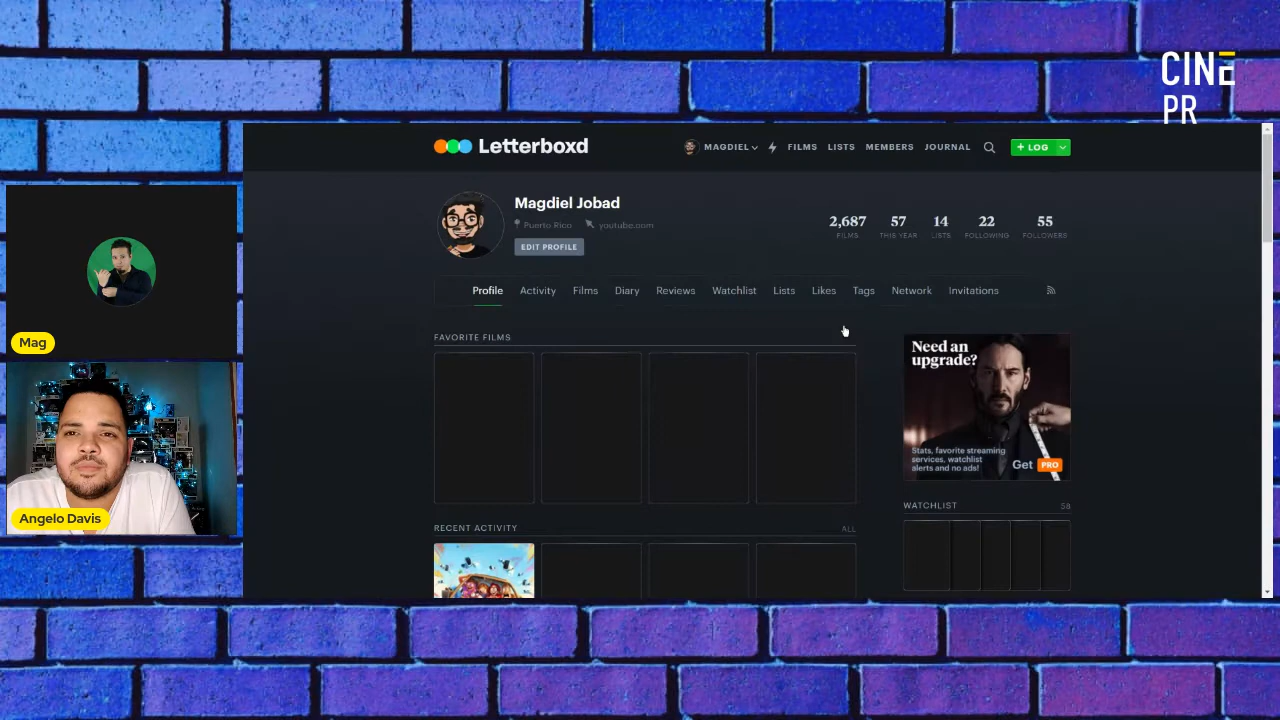 CINE
PR
Letterboxd
MAGDIEL
FILMS
LISTS
MEMBERS
JOURNAL
+ LOG
Magdiel Jobad
Puerto Rico
youtube.com
EDIT PROFILE
2,687
FILMS
57
THIS YEAR
14
LISTS
22
FOLLOWING
55
FOLLOWERS
Profile
Activity
Films
Diary
Reviews
Watchlist
Lists
Likes
Tags
Network
Invitations
FAVORITE FILMS
Need an
upgrade?
Stats, favorite streaming
services, watchlist
alerts and no ads!
Get PRO
WATCHLIST
58
RECENT ACTIVITY
ALL
Mag
Angelo Davis